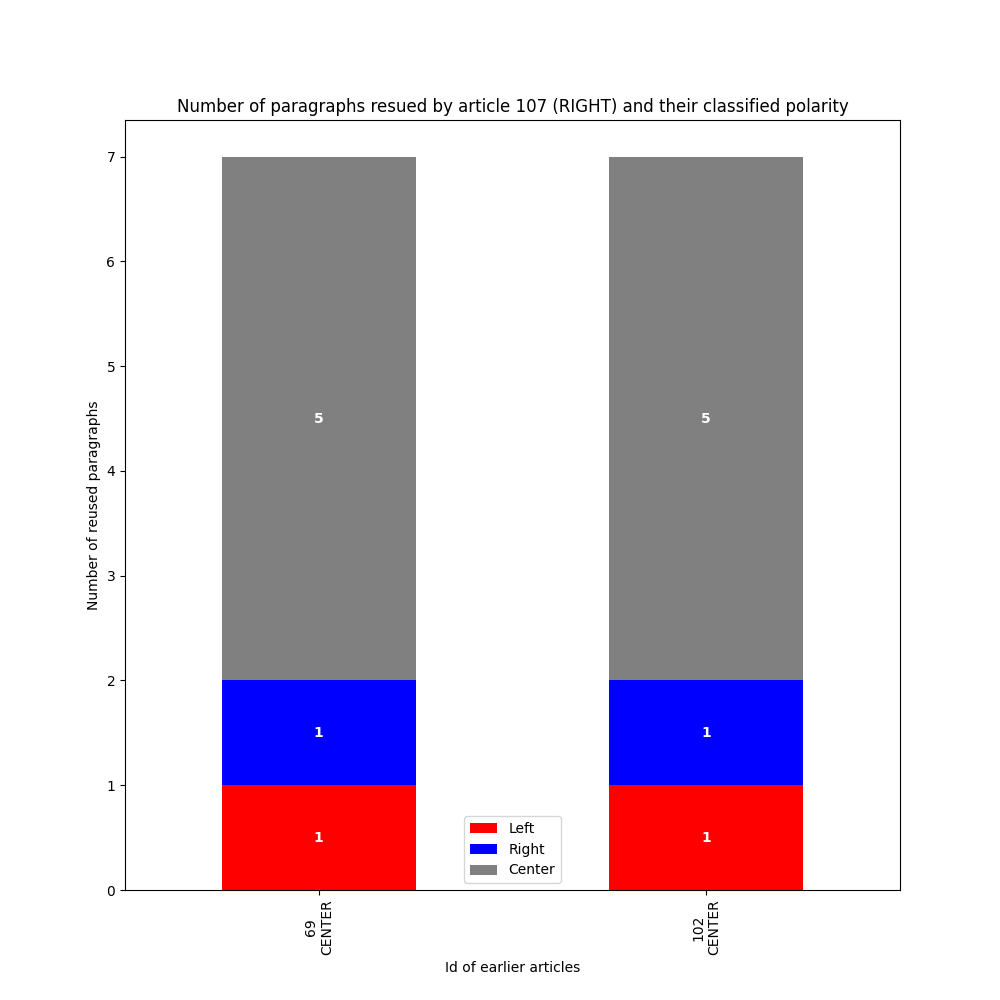 Number of paragraphs resued by article 107 (RIGHT) and their classified polarity
Number of reused paragraphs
7
6
5
4
3
2
1
0
5
5
1
1
1
1
Left
Right
Center
69
CENTER
102
CENTER
Id of earlier articles